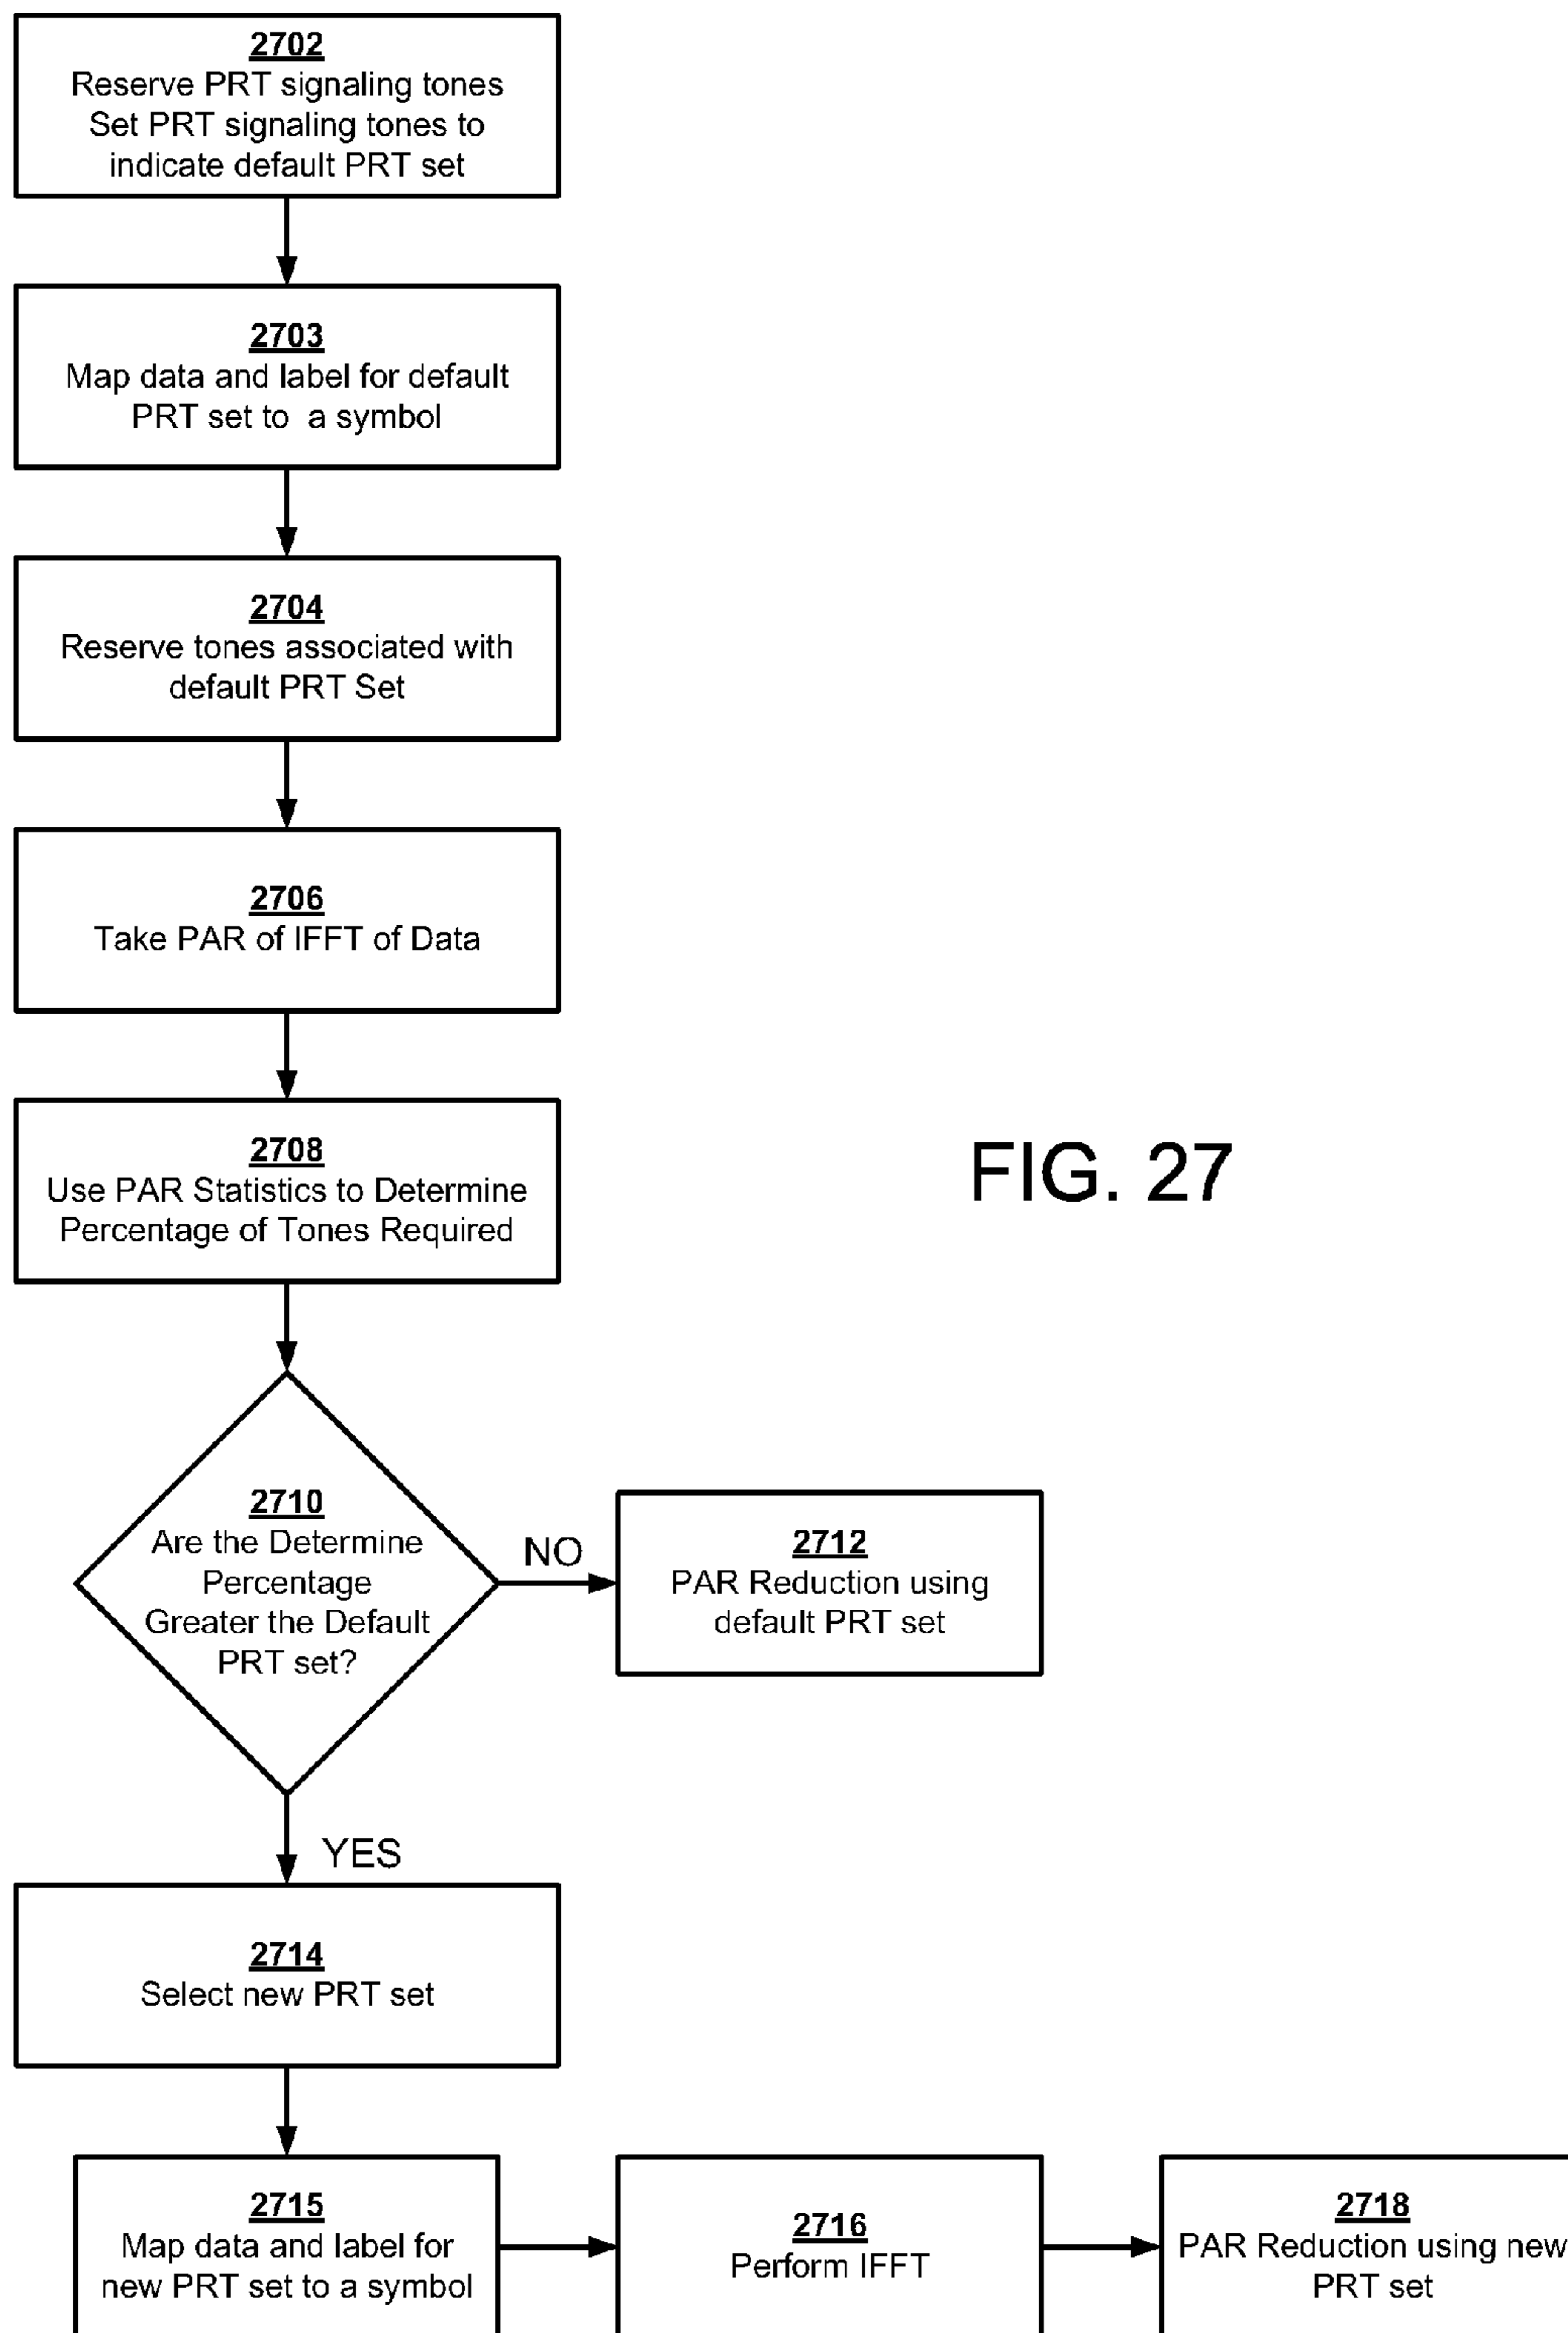 2702
Reserve PRT signaling tones
Set PRT signaling tones to
indicate default PRT set
2703
Map data and label for default
PRT set to a symbol
2704
Reserve tones associated with
default PRT Set
2706
Take PAR of IFFT of Data
2708
Use PAR Statistics to Determine
Percentage of Tones Required
FIG. 27
2710
Are the Determine
Percentage
Greater the Default
PRT set?
NO
2712
PAR Reduction using
default PRT set
YES
2714
Select new PRT set
2715
Map data and label for
new PRT set to a symbol
2716
Perform IFFT
2718
PAR Reduction using new
PRT set